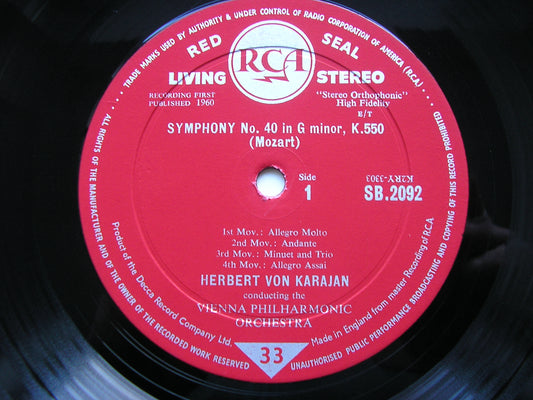 TRADE MARKS USED BY AUTHORITY & UNDER CONTROL OF RADIO CORPORATION OF AMERICA (R.C.A.)
RED RCA SEAL
LIVING STEREO
RECORDING FIRST
PUBLISHED 1960
"Stereo Orthophonic"
High Fidelity
E/T
SYMPHONY No. 40 in G minor, K.550
(Mozart)
Side
1
K2RY-3303
SB.2092
1st Mov.: Allegro Molto
2nd Mov.: Andante
3rd Mov.: Minuet and Trio
4th Mov.: Allegro Assai
HERBERT VON KARAJAN
conducting the
VIENNA PHILHARMONIC
ORCHESTRA
Product of the Decca Record Company Ltd.
Made in England from master Recording of R.C.A
33
ALL RIGHTS OF THE MANUFACTURER AND OF THE OWNER OF THE RECORDED WORK RESERVED
UNAUTHORISED PUBLIC PERFORMANCE BROADCASTING AND COPYING OF THIS RECORD PROHIBITED